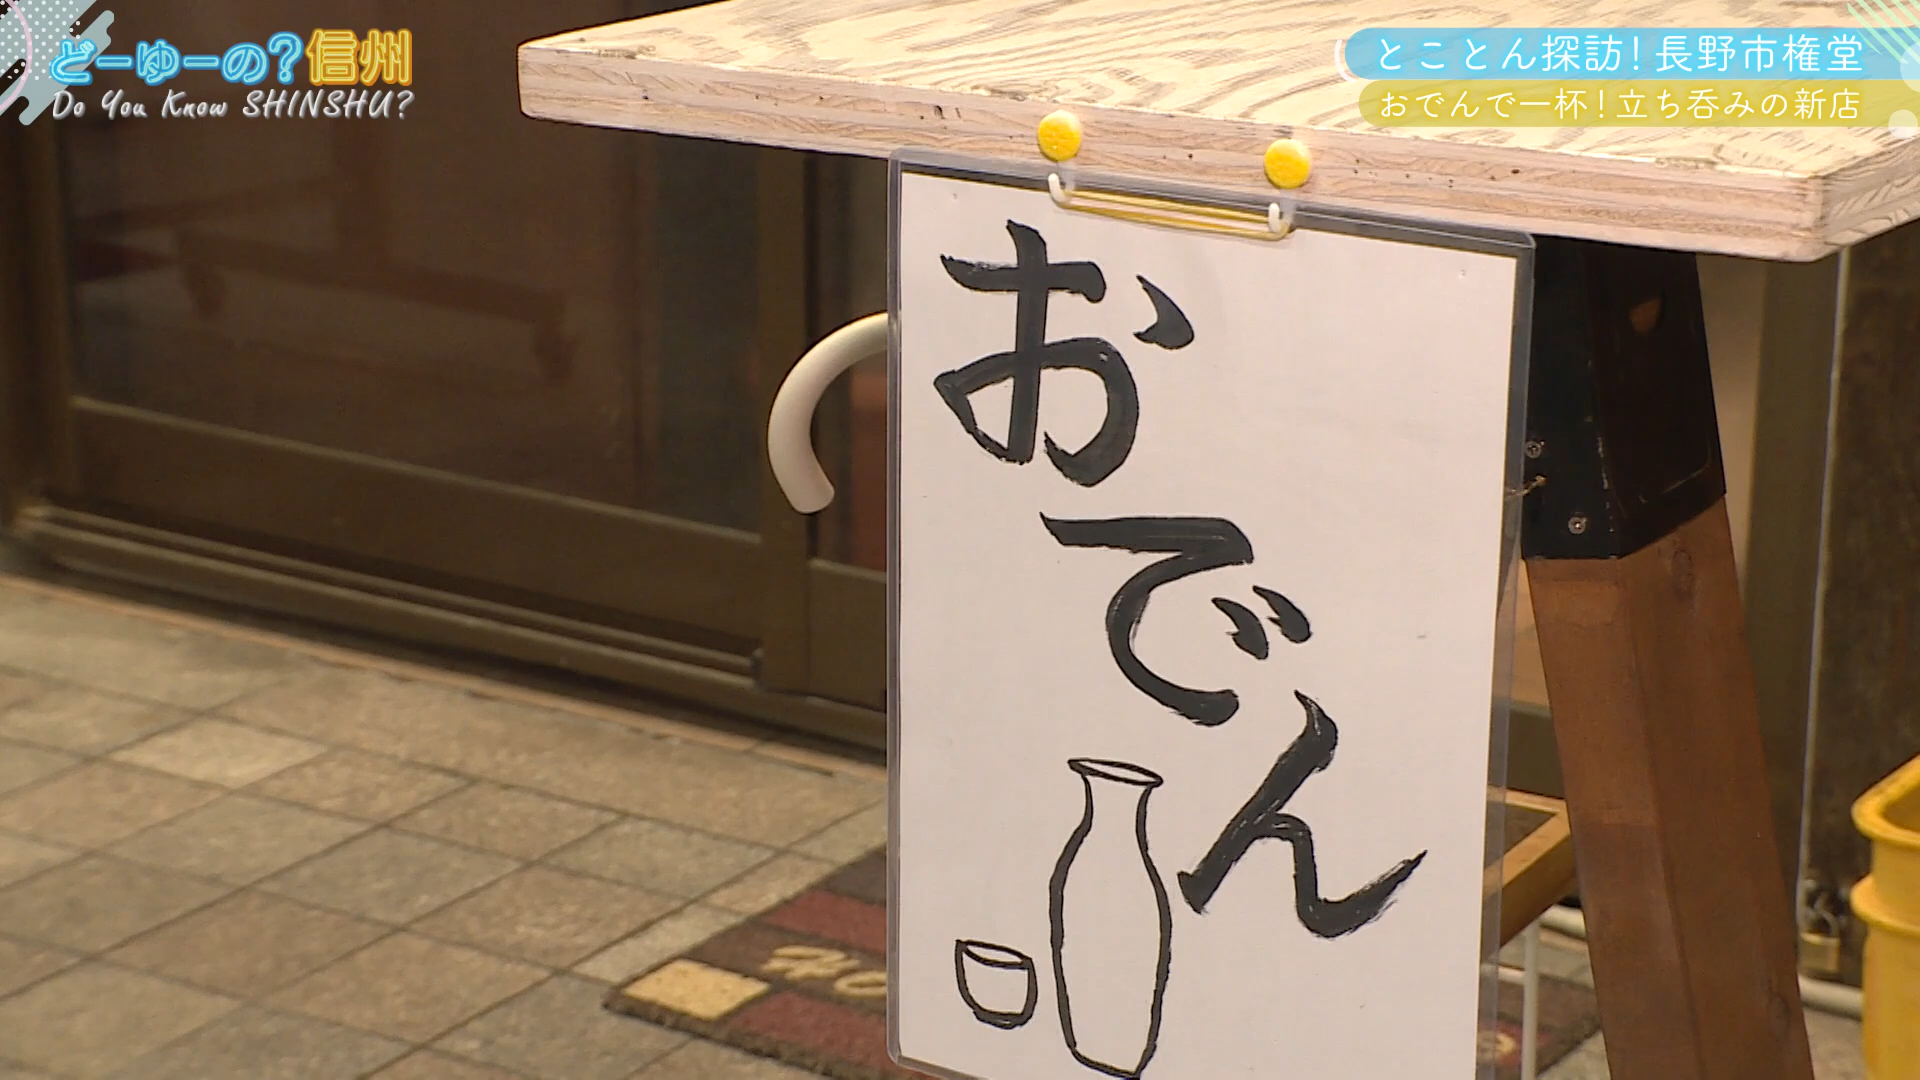 どーゆーの?信州
Do You Know SHINSHU?
とことん探訪!長野市権堂
おでんで一杯!立ち呑みの新店
おでん